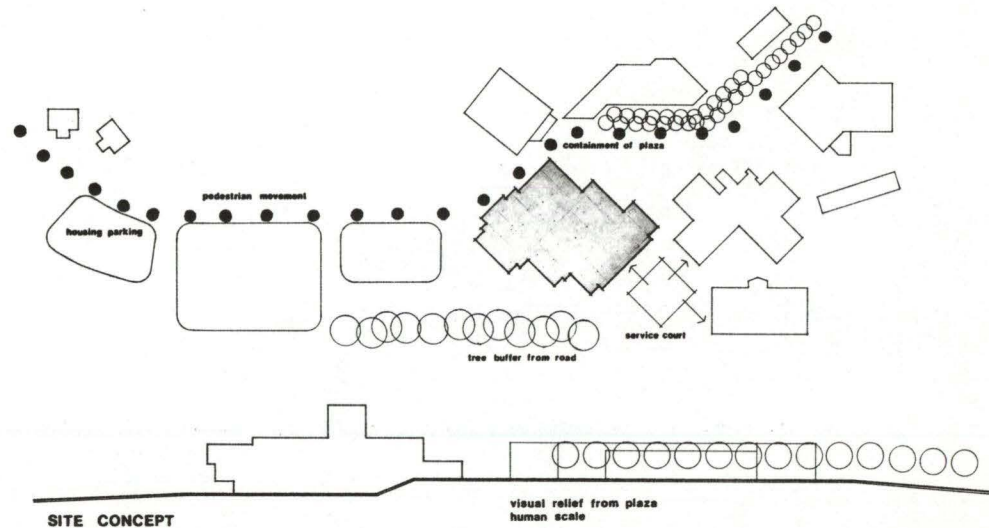 containment of plaza
pedestrian movement
housing parking
service court
tree buffer from road
visual relief from plaza
human scale
SITE CONCEPT